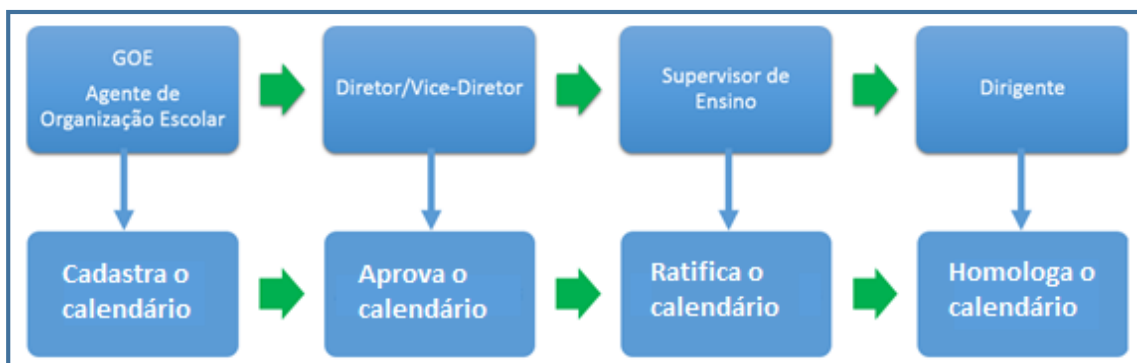 GOE
Agente de
Organização Escolar
Diretor/Vice-Diretor
Supervisor de
Ensino
Dirigente
Cadastra o
calendário
Aprova o
calendário
Ratifica o
calendário
Homologa o
calendário